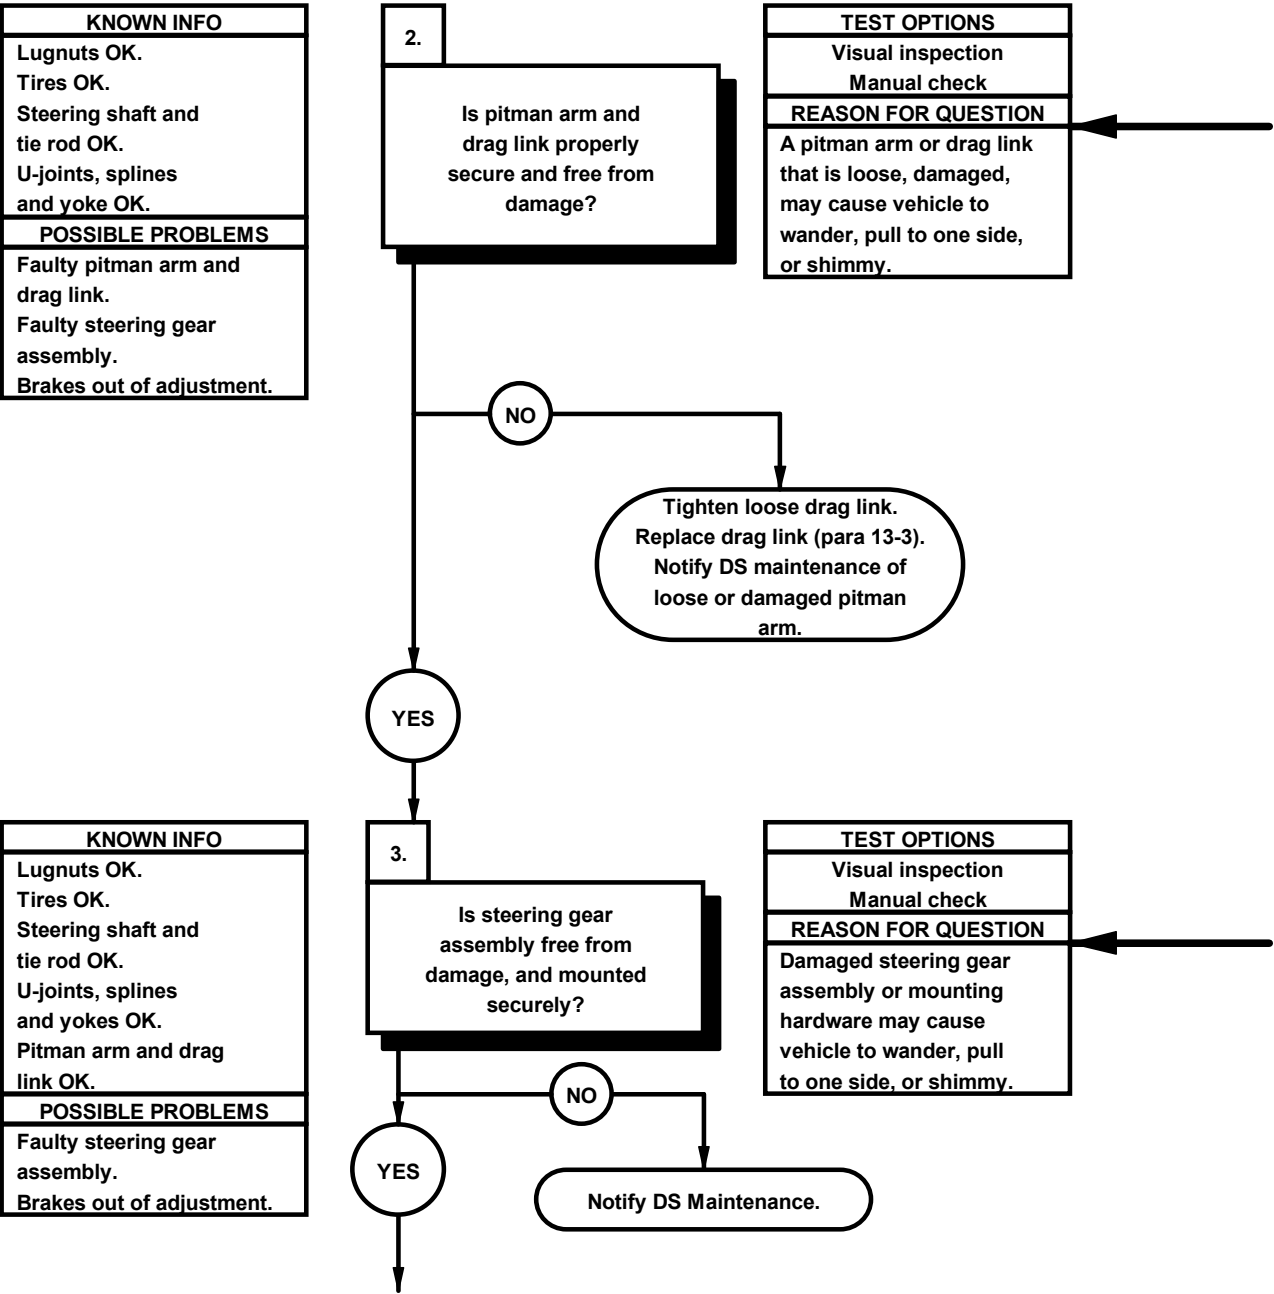 KNOWN INFO
Lugnuts OK.
Tires OK.
Steering shaft and
tie rod OK.
U-joints, splines
and yoke OK.
POSSIBLE PROBLEMS
Faulty pitman arm and
drag link.
Faulty steering gear
assembly.
Brakes out of adjustment.
2.
Is pitman arm and
drag link properly
secure and free from
damage?
TEST OPTIONS
Visual inspection
Manual check
REASON FOR QUESTION
A pitman arm or drag link
that is loose, damaged,
may cause vehicle to
wander, pull to one side,
or shimmy.
NO
Tighten loose drag link.
Replace drag link (para 13-3).
Notify DS maintenance of
loose or damaged pitman
arm.
YES
KNOWN INFO
Lugnuts OK.
Tires OK.
Steering shaft and
tie rod OK.
U-joints, splines
and yokes OK.
Pitman arm and drag
link OK.
POSSIBLE PROBLEMS
Faulty steering gear
assembly.
Brakes out of adjustment.
3.
Is steering gear
assembly free from
damage, and mounted
securely?
TEST OPTIONS
Visual inspection
Manual check
REASON FOR QUESTION
Damaged steering gear
assembly or mounting
hardware may cause
vehicle to wander, pull
to one side, or shimmy.
NO
YES
Notify DS Maintenance.